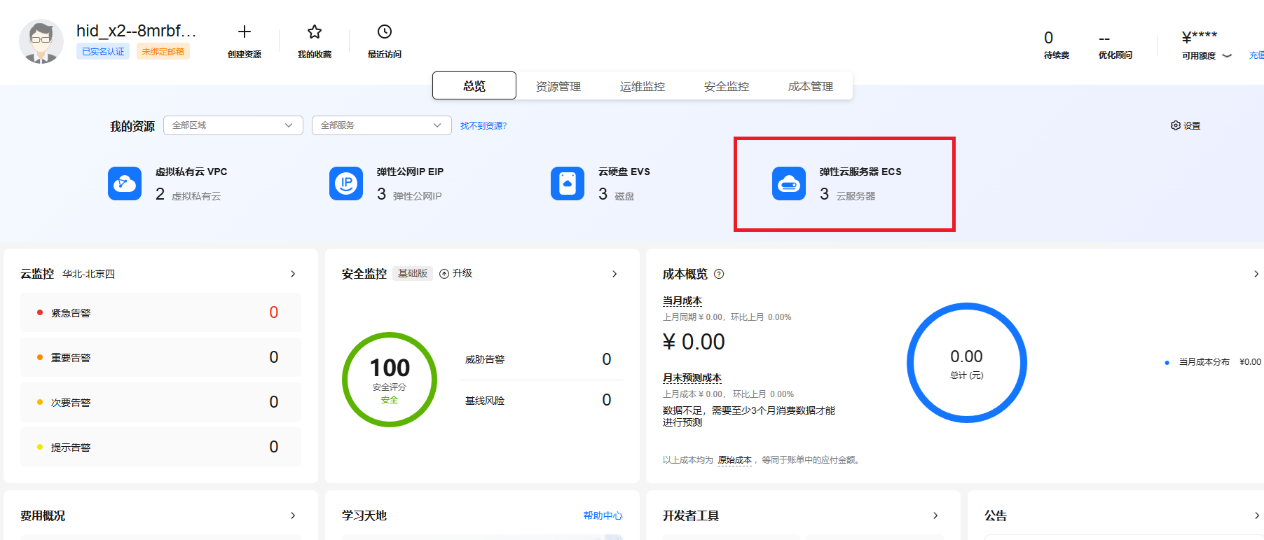 hid_x2--8mrbf...
已实名认证 未绑定邮箱
创建资源 我的收藏 最近访问
0 -- ¥****
待续费 优化顾问 可用额度 充值
总览 资源管理 运维监控 安全监控 成本管理
我的资源 全部区域 全部服务 找不到资源? 设置
虚拟私有云 VPC 弹性公网IP EIP 云硬盘 EVS 弹性云服务器 ECS
2 虚拟私有云 3 弹性公网IP 3 磁盘 3 云服务器
云监控 华北-北京四
紧急告警 0
重要告警 0
次要告警 0
提示告警 0
安全监控 基础版 升级
100
安全评分
安全
威胁告警 0
基线风险 0
成本概览
当月成本
上月同期 ¥ 0.00, 环比上月 0.00%
¥ 0.00
月末预测成本
上月成本 ¥ 0.00, 环比上月 0.00%
数据不足,需要至少3个月消费数据才能
进行预测
以上成本均为 原始成本 ,等同于账单中的应付金额。
0.00
总计 (元)
当月成本分布 ¥0.00
费用概况
学习天地 帮助中心
开发者工具
公告